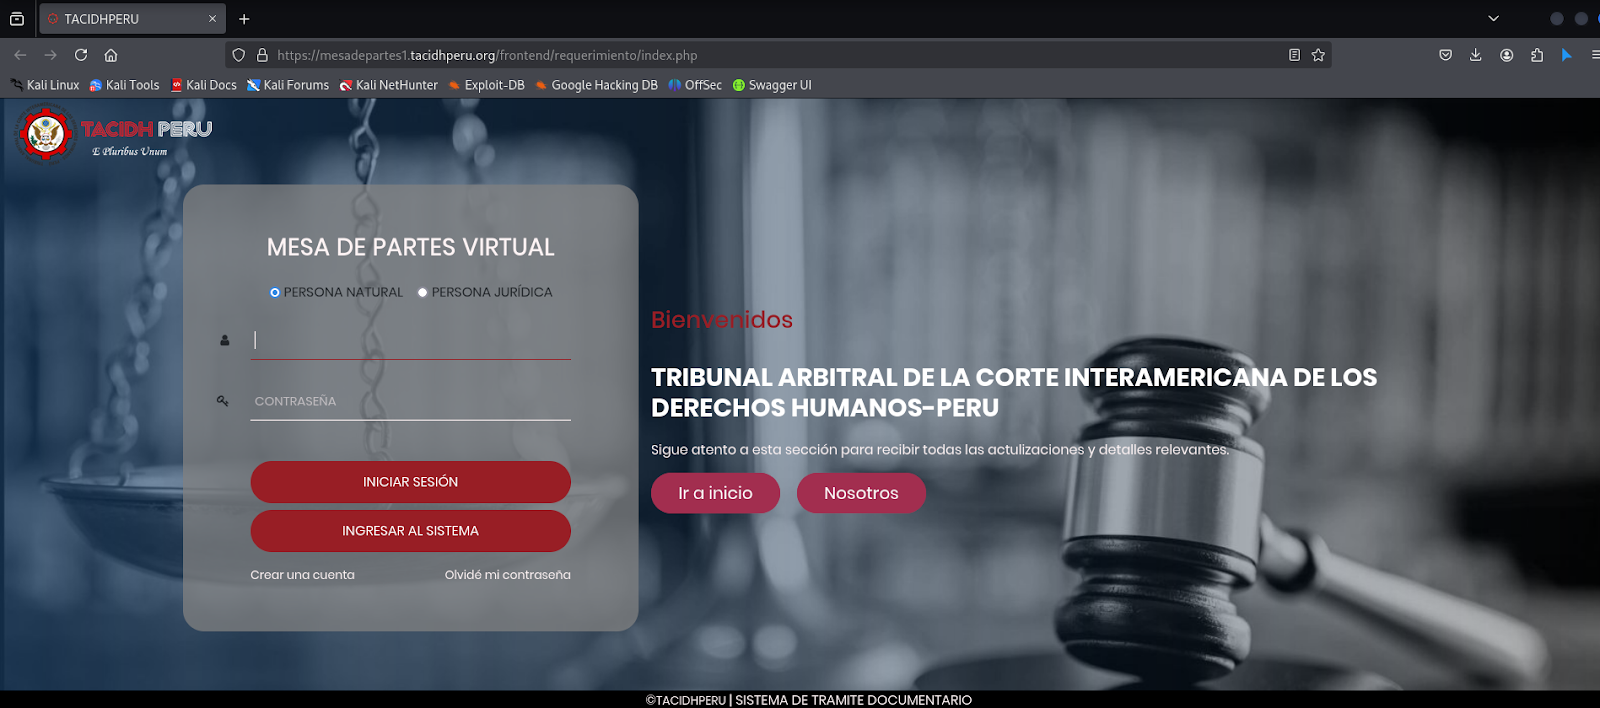 TACIDHPERU
https://mesadepartes1.tacidhperu.org/frontend/requerimiento/index.php
Kali Linux Kali Tools Kali Docs Kali Forums Kali NetHunter Exploit-DB Google Hacking DB OffSec Swagger UI
TACIDH PERU
E Pluribus Unum
MESA DE PARTES VIRTUAL
PERSONA NATURAL PERSONA JURÍDICA
CONTRASEÑA
INICIAR SESIÓN
INGRESAR AL SISTEMA
Crear una cuenta Olvidé mi contraseña
Bienvenidos
TRIBUNAL ARBITRAL DE LA CORTE INTERAMERICANA DE LOS
DERECHOS HUMANOS-PERU
Sigue atento a esta sección para recibir todas las actulizaciones y detalles relevantes.
Ir a inicio Nosotros
©TACIDHPERU | SISTEMA DE TRAMITE DOCUMENTARIO